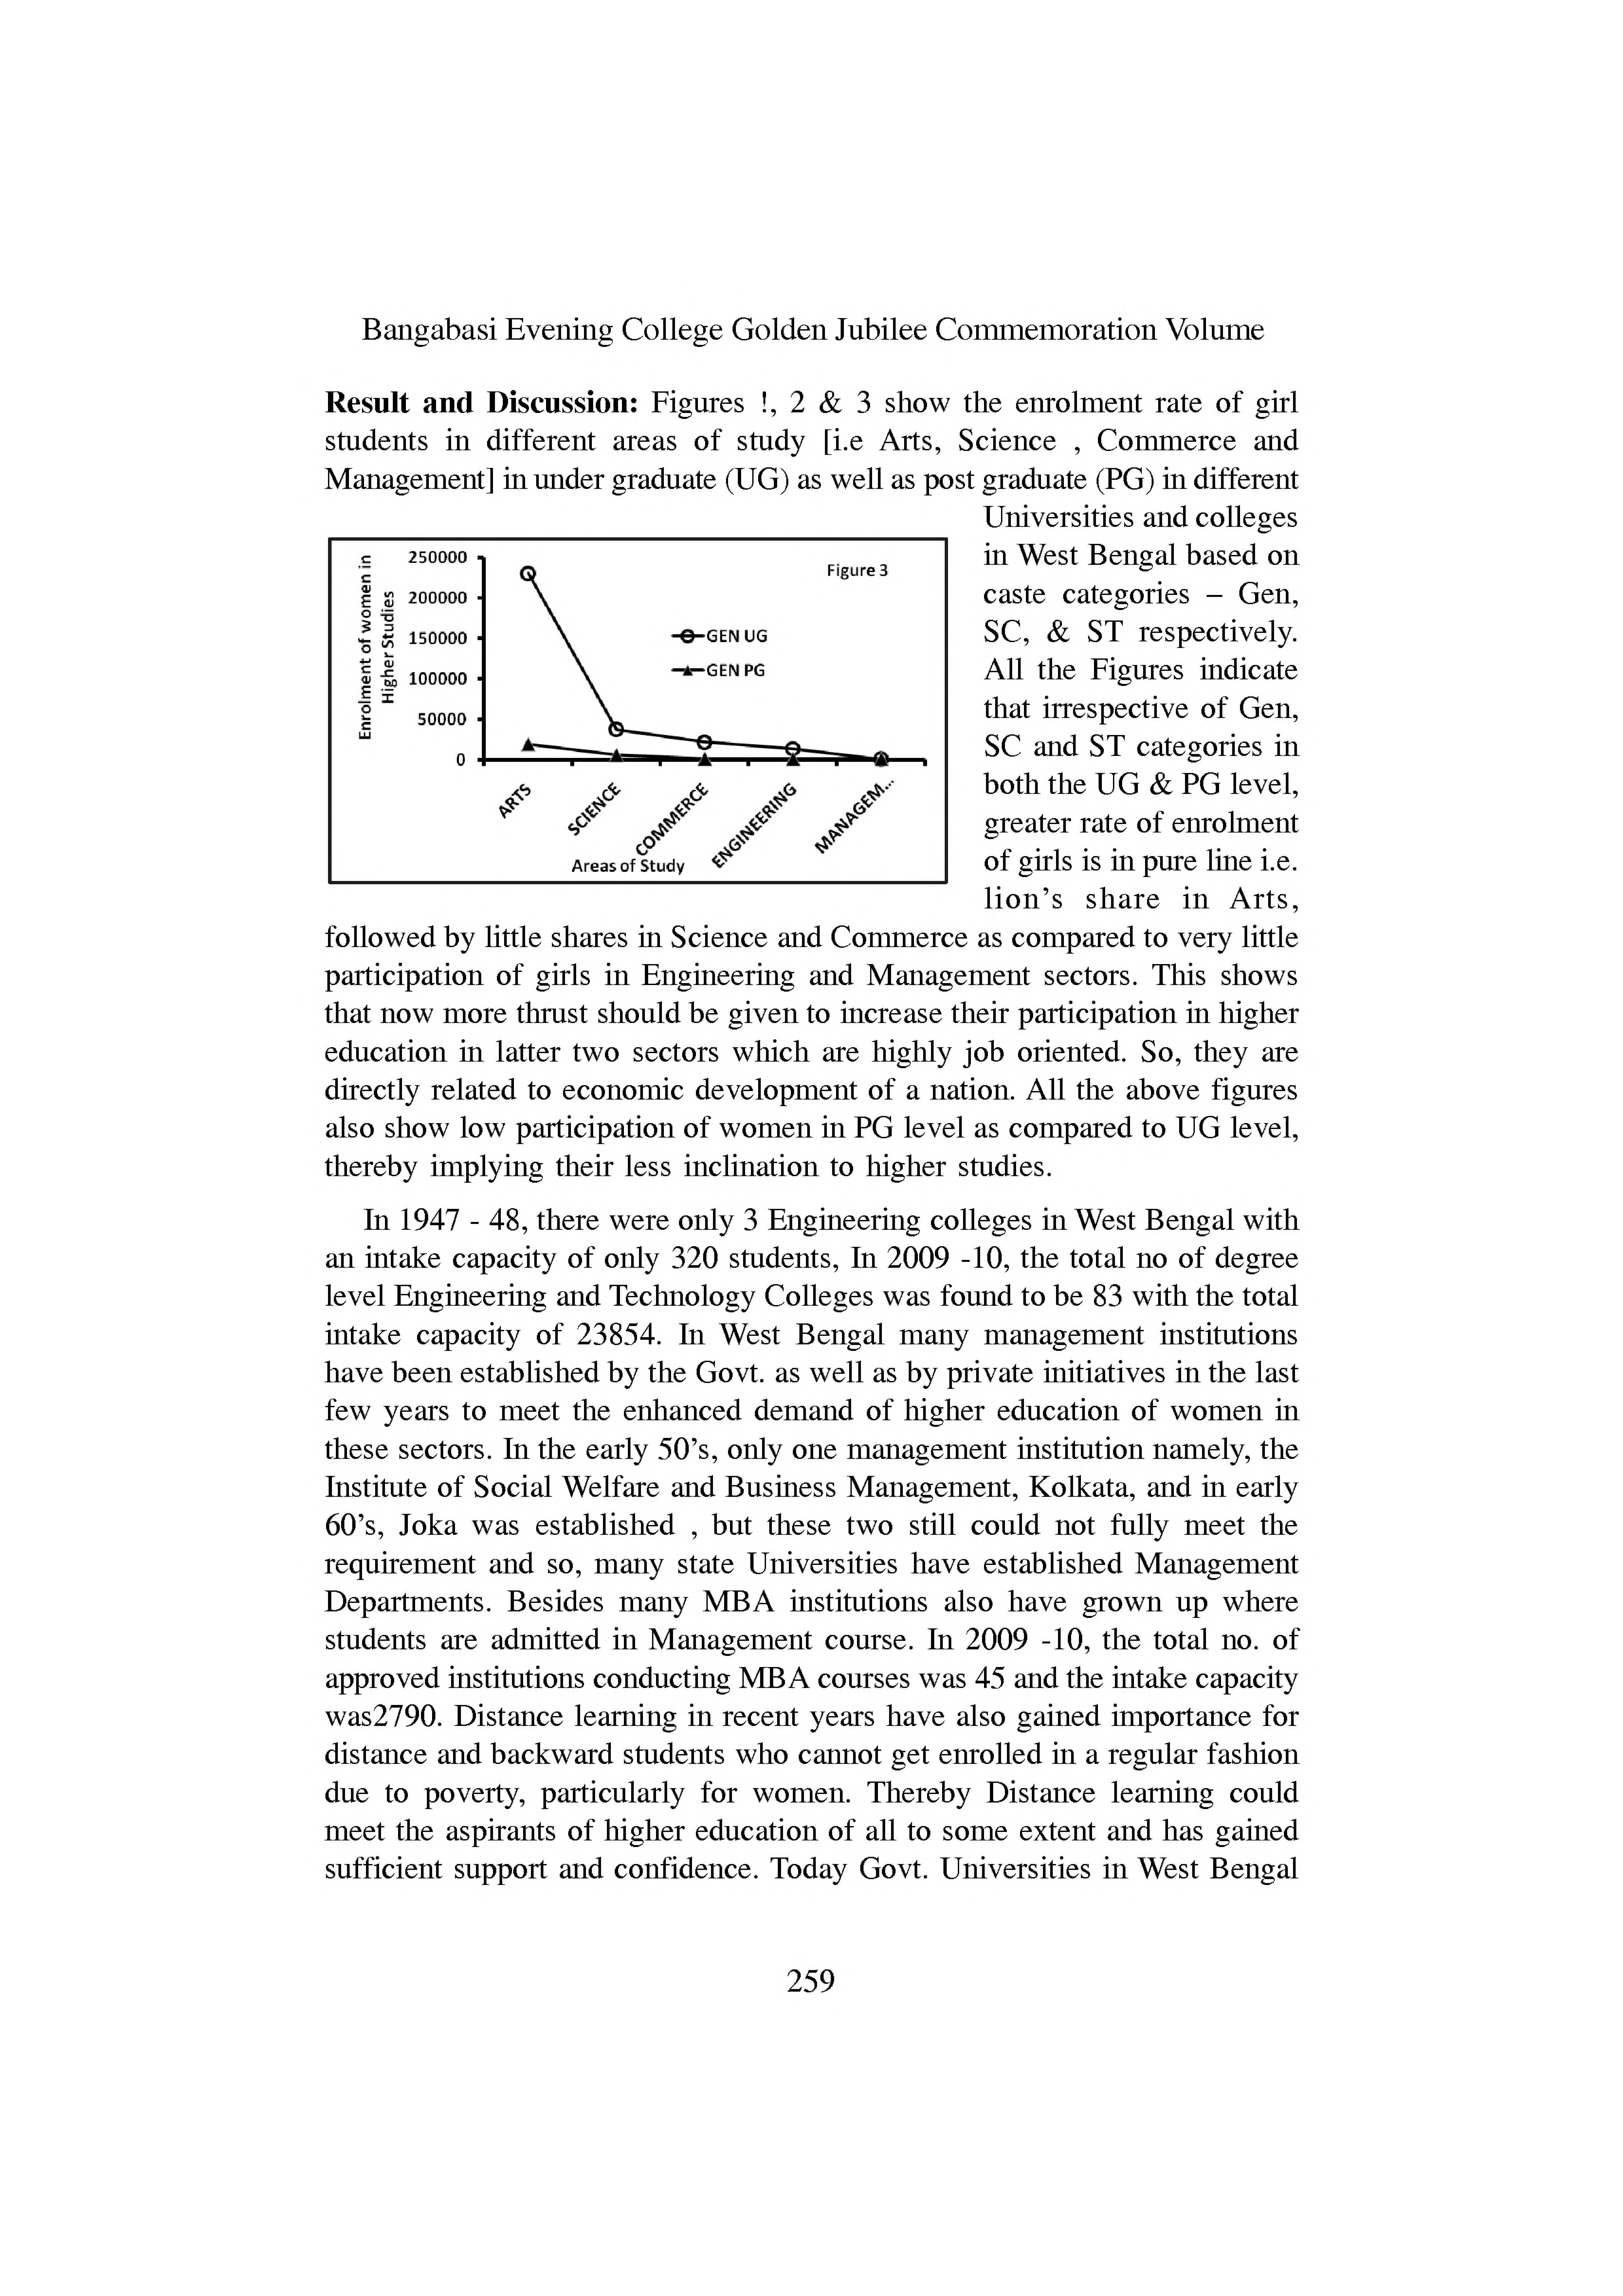 Bangabasi Evening College Golden Jubilee Commemoration Volume
Result and Discussion: Figures !, 2 & 3 show the enrolment rate of girl
students in different areas of study [i.e Arts, Science , Commerce and
Management] in under graduate (UG) as well as post graduate (PG) in different
Universities and colleges
in West Bengal based on
caste categories – Gen,
SC, & ST respectively.
All the Figures indicate
that irrespective of Gen,
SC and ST categories in
both the UG & PG level,
greater rate of enrolment
of girls is in pure line i.e.
lion's share in Arts,
Enrolment of women in
Higher Studies
250000
200000
150000
100000
50000
0
Figure 3
GEN UG
GEN PG
ARTS
SCIENCE
COMMERCE
ENGINEERING
MANAGEM...
Areas of Study
followed by little shares in Science and Commerce as compared to very little
participation of girls in Engineering and Management sectors. This shows
that now more thrust should be given to increase their participation in higher
education in latter two sectors which are highly job oriented. So, they are
directly related to economic development of a nation. All the above figures
also show low participation of women in PG level as compared to UG level,
thereby implying their less inclination to higher studies.
In 1947 - 48, there were only 3 Engineering colleges in West Bengal with
an intake capacity of only 320 students, In 2009 -10, the total no of degree
level Engineering and Technology Colleges was found to be 83 with the total
intake capacity of 23854. In West Bengal many management institutions
have been established by the Govt. as well as by private initiatives in the last
few years to meet the enhanced demand of higher education of women in
these sectors. In the early 50's, only one management institution namely, the
Institute of Social Welfare and Business Management, Kolkata, and in early
60's, Joka was established , but these two still could not fully meet the
requirement and so, many state Universities have established Management
Departments. Besides many MBA institutions also have grown up where
students are admitted in Management course. In 2009 -10, the total no. of
approved institutions conducting MBA courses was 45 and the intake capacity
was2790. Distance learning in recent years have also gained importance for
distance and backward students who cannot get enrolled in a regular fashion
due to poverty, particularly for women. Thereby Distance learning could
meet the aspirants of higher education of all to some extent and has gained
sufficient support and confidence. Today Govt. Universities in West Bengal
259